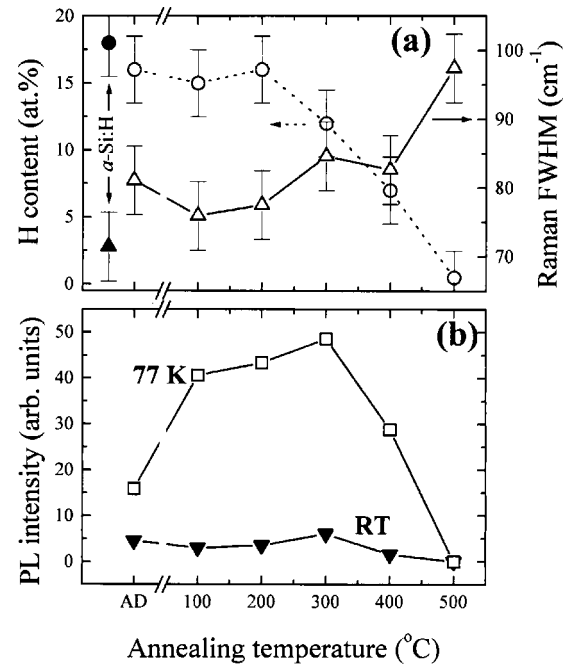 (a)
20
15
10
5
0
H content (at.%)
a-Si:H
100
90
80
70
Raman FWHM (cm-1)
(b)
50
40
30
20
10
0
PL intensity (arb. units)
77 K
RT
AD 100 200 300 400 500
Annealing temperature (°C)